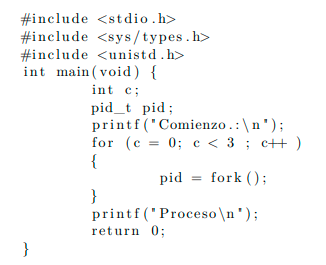 #include <stdio.h>
#include <sys/types.h>
#include <unistd.h>
int main(void) {
int c;
pid_t pid;
printf("Comienzo.:\n");
for (c = 0; c < 3 ; c++ )
{
pid = fork();
}
printf("Proceso\n");
return 0;
}